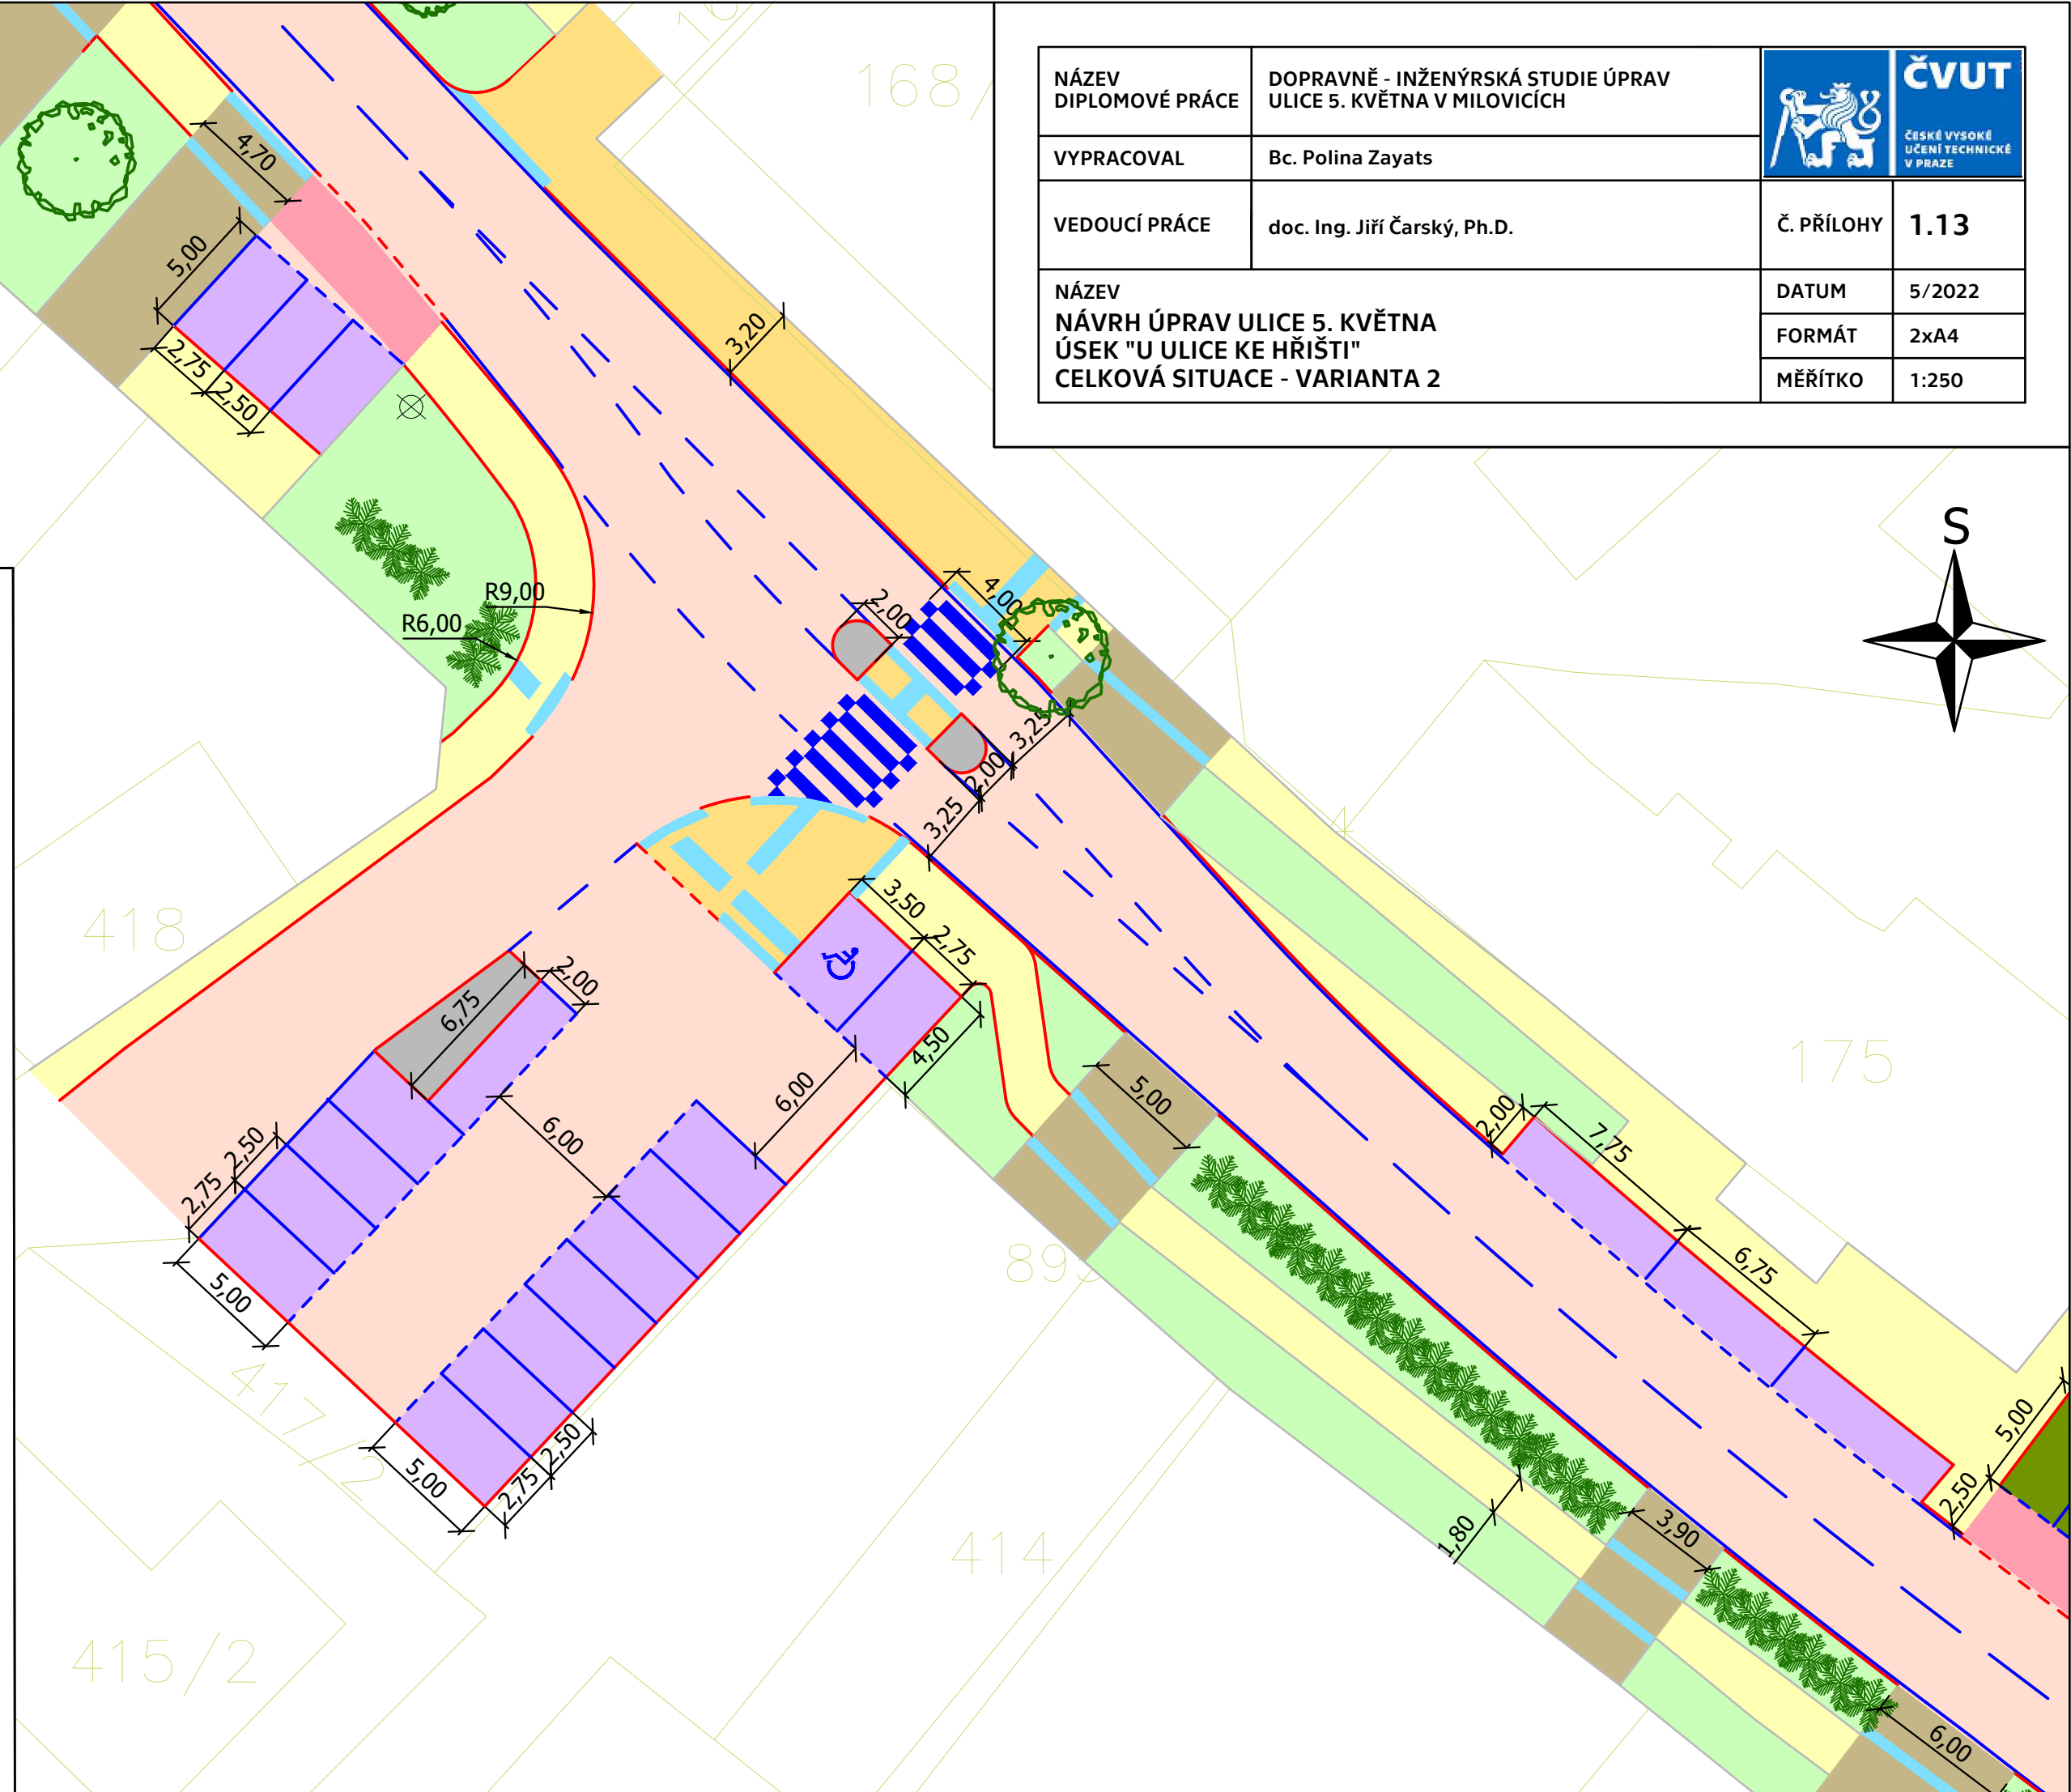 NÁZEV
DIPLOMOVÉ PRÁCE
DOPRAVNĚ - INŽENÝRSKÁ STUDIE ÚPRAV
ULICE 5. KVĚTNA V MILOVICÍCH
VYPRACOVAL
Bc. Polina Zayats
VEDOUCÍ PRÁCE
doc. Ing. Jiří Čarský, Ph.D.
ČVUT
ČESKÉ VYSOKÉ
UČENÍ TECHNICKÉ
V PRAZE
Č. PŘÍLOHY
1.13
NÁZEV
NÁVRH ÚPRAV ULICE 5. KVĚTNA
ÚSEK "U ULICE KE HŘIŠTI"
CELKOVÁ SITUACE - VARIANTA 2
DATUM
5/2022
FORMÁT
2xA4
MĚŘÍTKO
1:250
168/
4,70
5,00
2,75
2,50
3,20
S
R9,00
R6,00
2,00
4,00
3,25
2,00
3,25
4
418
3,50
2,75
2,00
6,75
4,50
6,00
5,00
6,00
2,50
2,75
5,00
175
2,00
7,75
6,75
417/2
5,00
2,75
2,50
414
1,80
3,90
5,00
2,50
415/2
6,00